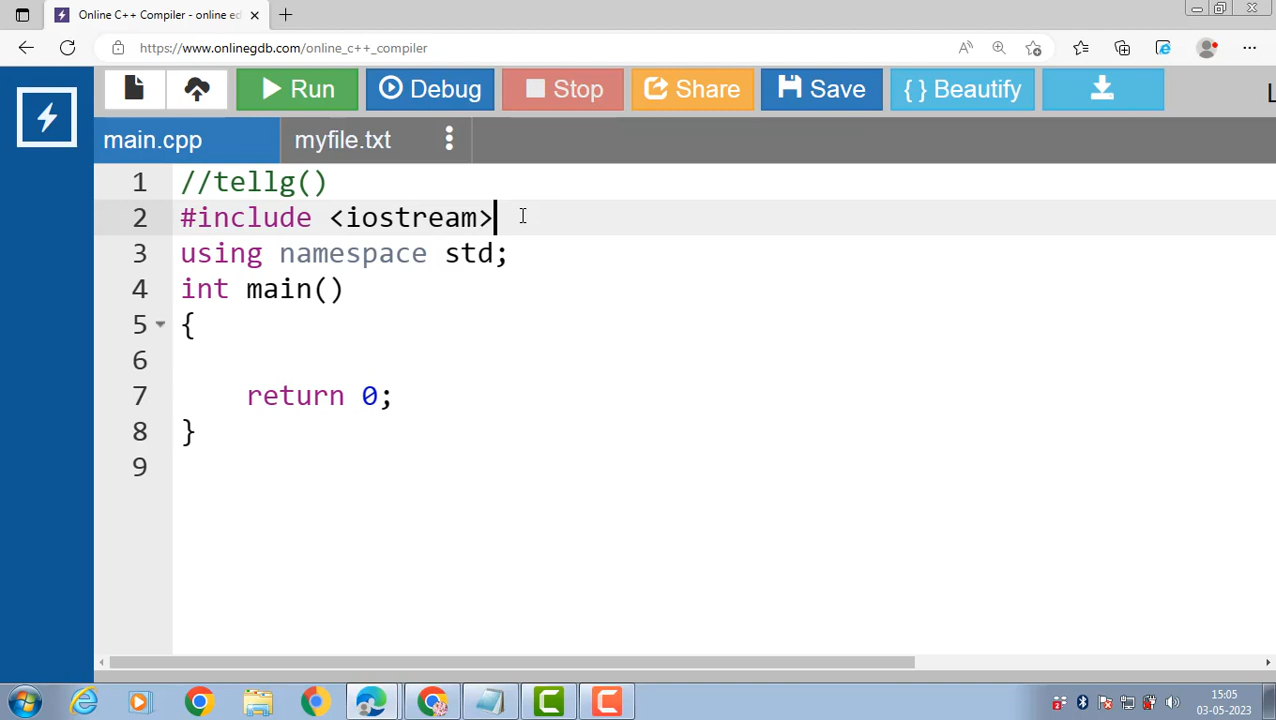 Online C++ Compiler - online ed
https://www.onlinegdb.com/online_c++_compiler
Run
Debug
Stop
Share
Save
{ } Beautify
main.cpp
myfile.txt
1 //tellg()
2 #include <iostream>
3 using namespace std;
4 int main()
5 {
6
7 return 0;
8 }
9
15:05
03-05-2023